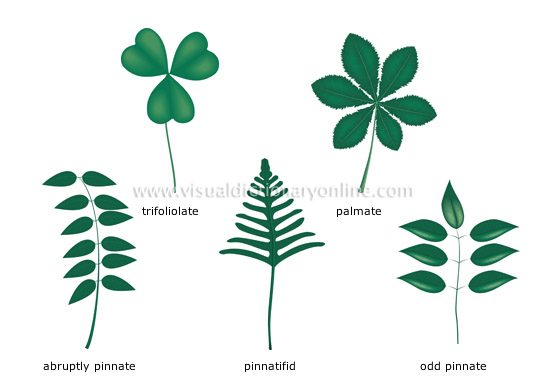 www.visualdictionaryonline.com
trifoliolate
palmate
abruptly pinnate
pinnatifid
odd pinnate